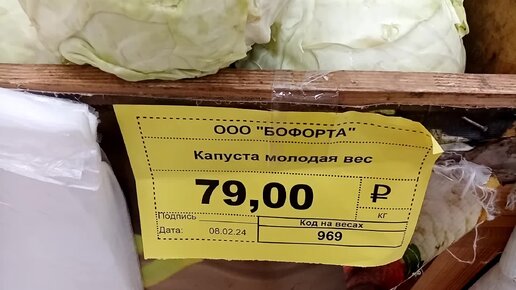 ООО "БОФОРТА"
Капуста молодая вес
79,00 ₽
Подпись кг
Код на весах
Дата: 08.02.24 969